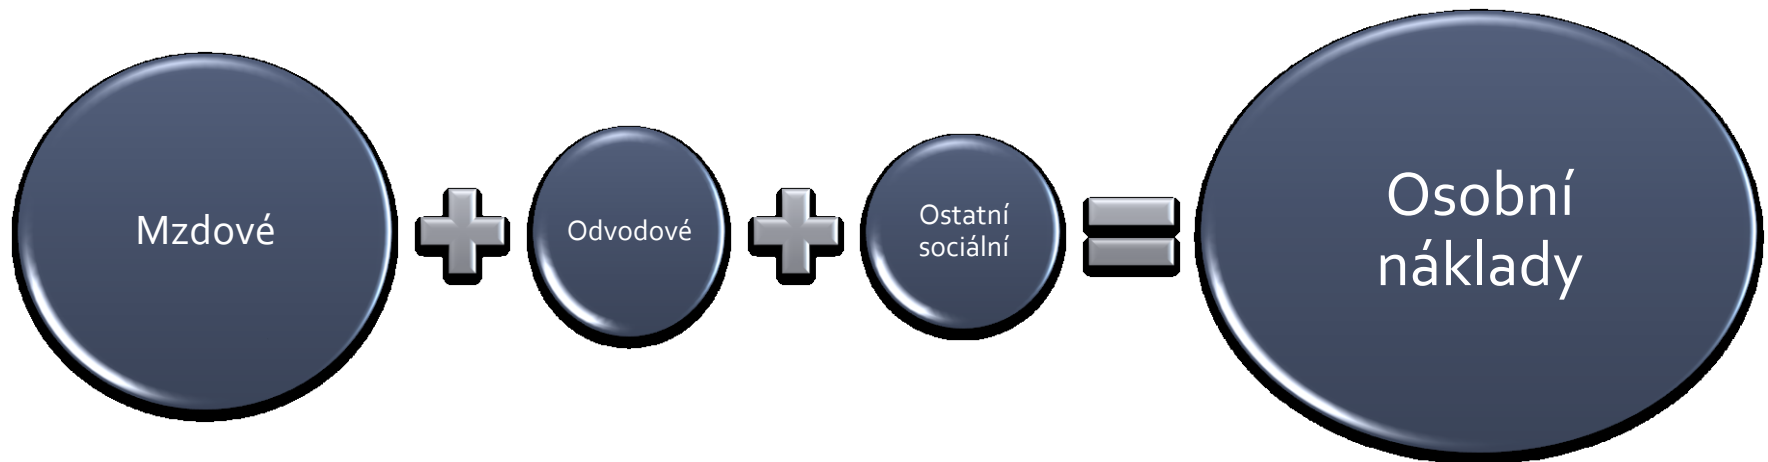 Mzdové
Odvodové
Ostatní
sociální
Osobní
náklady